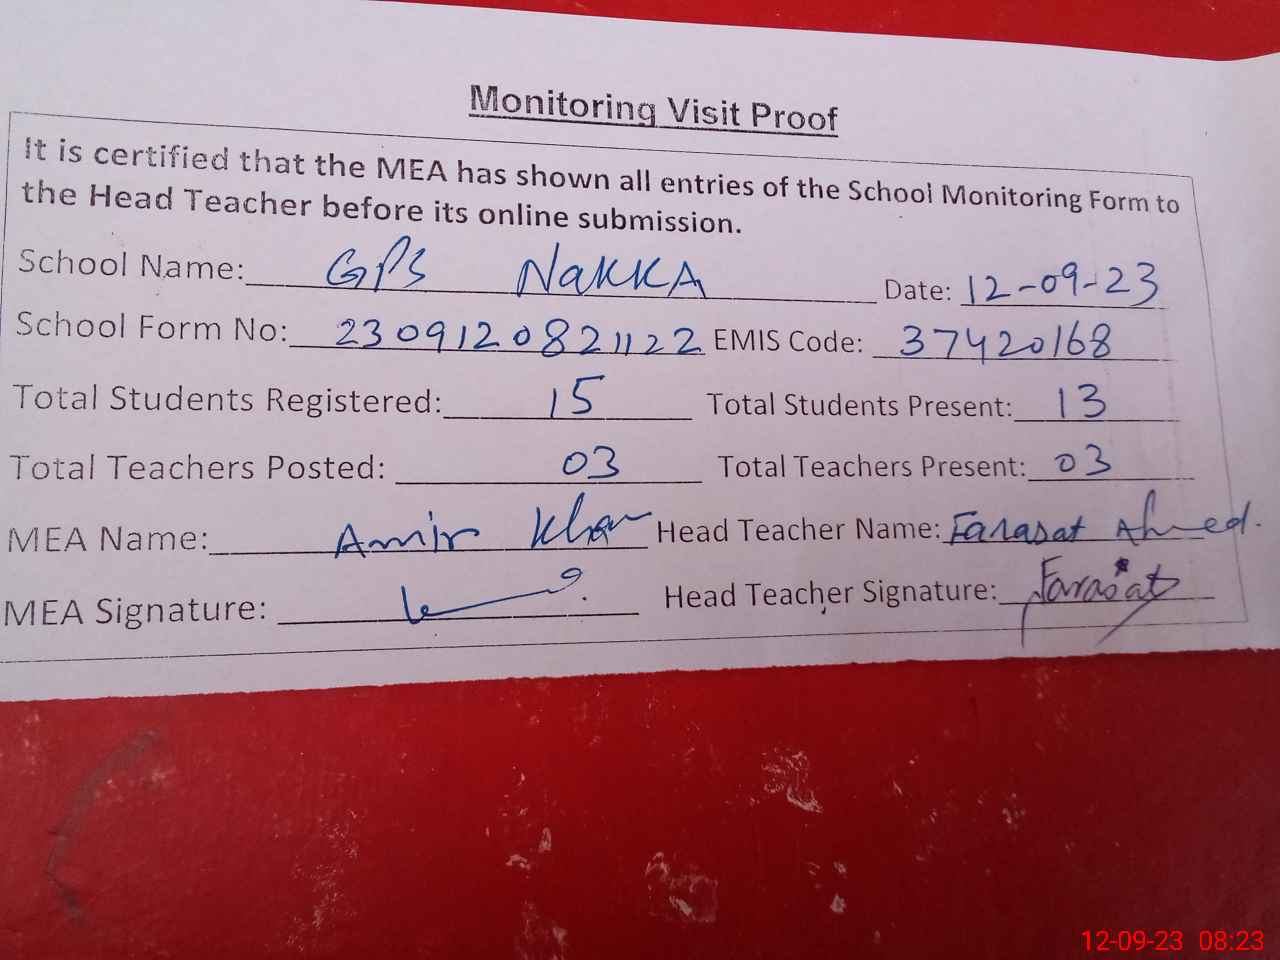 Monitoring Visit Proof
It is certified that the MEA has shown all entries of the School Monitoring Form to
the Head Teacher before its online submission.
School Name: GPS NAKKA Date: 12-09-23
School Form No: 2309120821122 EMIS Code: 37420168
Total Students Registered: 15 Total Students Present: 13
Total Teachers Posted: 03 Total Teachers Present: 03
MEA Name: Amir Khan Head Teacher Name: Farasat Ahmed.
MEA Signature: Head Teacher Signature: Farasat
12-09-23 08:23